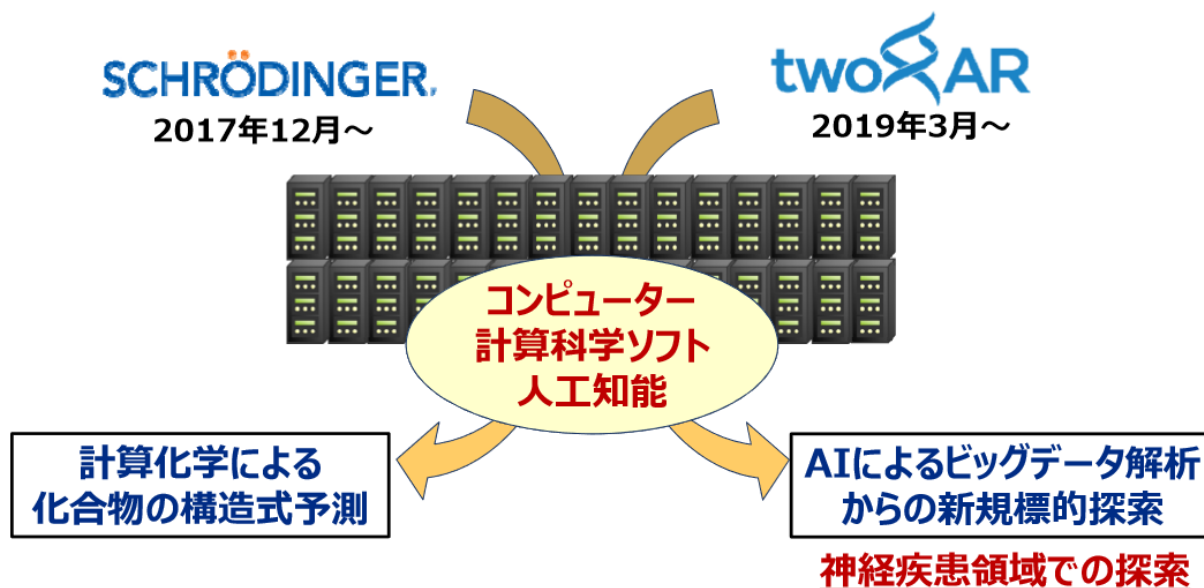 SCHRÖDINGER.
2017年12月～
twoXAR
2019年3月～
コンピューター
計算科学ソフト
人工知能
計算化学による
化合物の構造式予測
AIによるビッグデータ解析
からの新規標的探索
神経疾患領域での探索